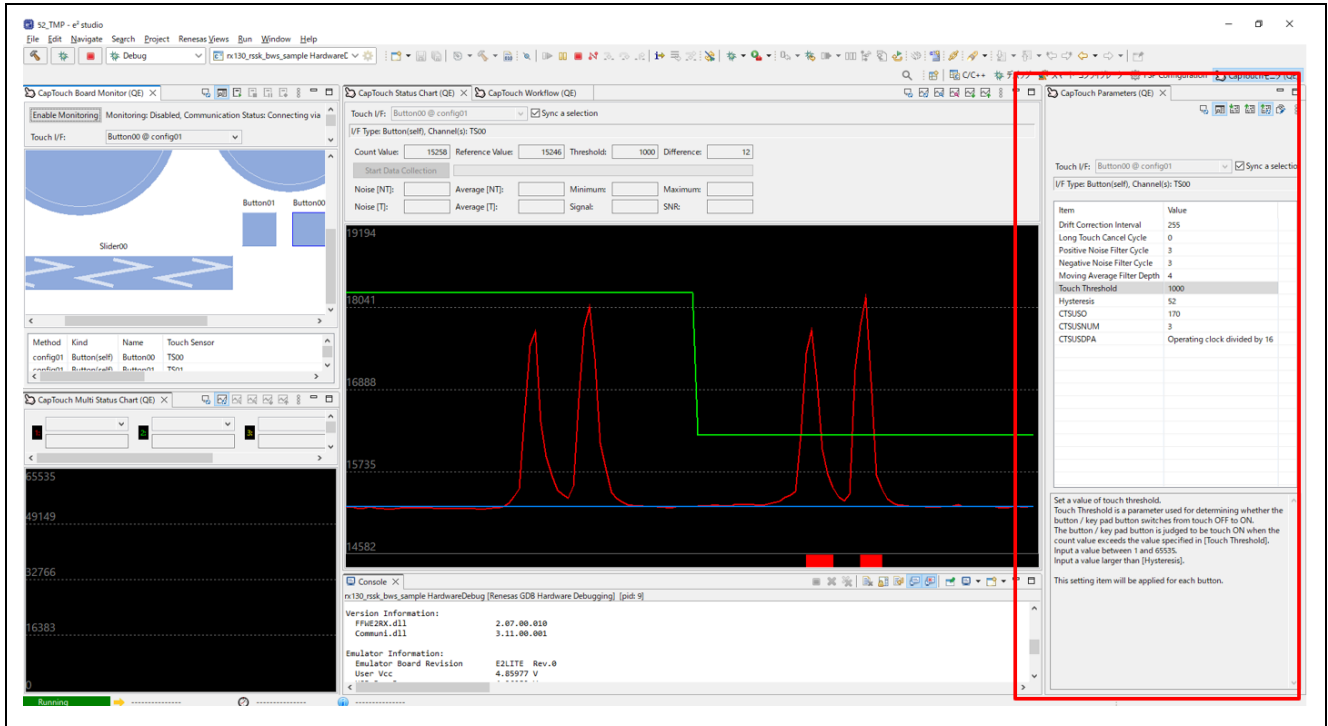 52_TMP - e² studio
File Edit Navigate Search Project Renesas Views Run Window Help
Debug
rx130_rssk_bws_sample HardwareD
C/C++
FSP Configuration
CapTouch Board Monitor (QE)
Enable Monitoring Monitoring: Disabled, Communication Status: Connecting via
Touch I/F: Button00 @ config01
Button01 Button00
Slider00
Method Kind Name Touch Sensor
config01 Button(self) Button00 TS00
config01 Button(self) Button01 TS01
CapTouch Multi Status Chart (QE)
1:
2:
3:
65535
49149
32766
16383
0
CapTouch Status Chart (QE) CapTouch Workflow (QE)
Touch I/F: Button00 @ config01 Sync a selection
I/F Type: Button(self), Channel(s): TS00
Count Value: 15258 Reference Value: 15246 Threshold: 1000 Difference: 12
Start Data Collection
Noise [NT]: Average [NT]: Minimum: Maximum:
Noise [T]: Average [T]: Signal: SNR:
19194
18041
16888
15735
14582
Console
rx130_rssk_bws_sample HardwareDebug [Renesas GDB Hardware Debugging] [pid: 9]
Version Information:
FFWE2RX.dll 2.07.00.010
Communi.dll 3.11.00.001
Emulator Information:
Emulator Board Revision E2LITE Rev.0
User Vcc 4.85977 V
CapTouch Parameters (QE)
Touch I/F: Button00 @ config01 Sync a selectio
I/F Type: Button(self), Channel(s): TS00
Item Value
Drift Correction Interval 255
Long Touch Cancel Cycle 0
Positive Noise Filter Cycle 3
Negative Noise Filter Cycle 3
Moving Average Filter Depth 4
Touch Threshold 1000
Hysteresis 52
CTSUSO 170
CTSUSNUM 3
CTSUSDPA Operating clock divided by 16
Set a value of touch threshold.
Touch Threshold is a parameter used for determining whether the
button / key pad button switches from touch OFF to ON.
The button / key pad button is judged to be touch ON when the
count value exceeds the value specified in [Touch Threshold].
Input a value between 1 and 65535.
Input a value larger than [Hysteresis].
This setting item will be applied for each button.
Running --------------- --------------- ---------------